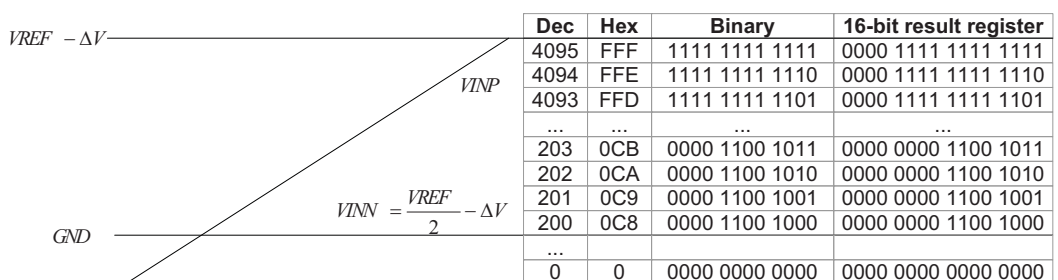 VREF − ΔV
VINP
VINN = VREF/2 − ΔV
GND
Dec Hex Binary 16-bit result register
4095 FFF 1111 1111 1111 0000 1111 1111 1111
4094 FFE 1111 1111 1110 0000 1111 1111 1110
4093 FFD 1111 1111 1101 0000 1111 1111 1101
... ... ... ...
203 0CB 0000 1100 1011 0000 0000 1100 1011
202 0CA 0000 1100 1010 0000 0000 1100 1010
201 0C9 0000 1100 1001 0000 0000 1100 1001
200 0C8 0000 1100 1000 0000 0000 1100 1000
...
0 0 0000 0000 0000 0000 0000 0000 0000